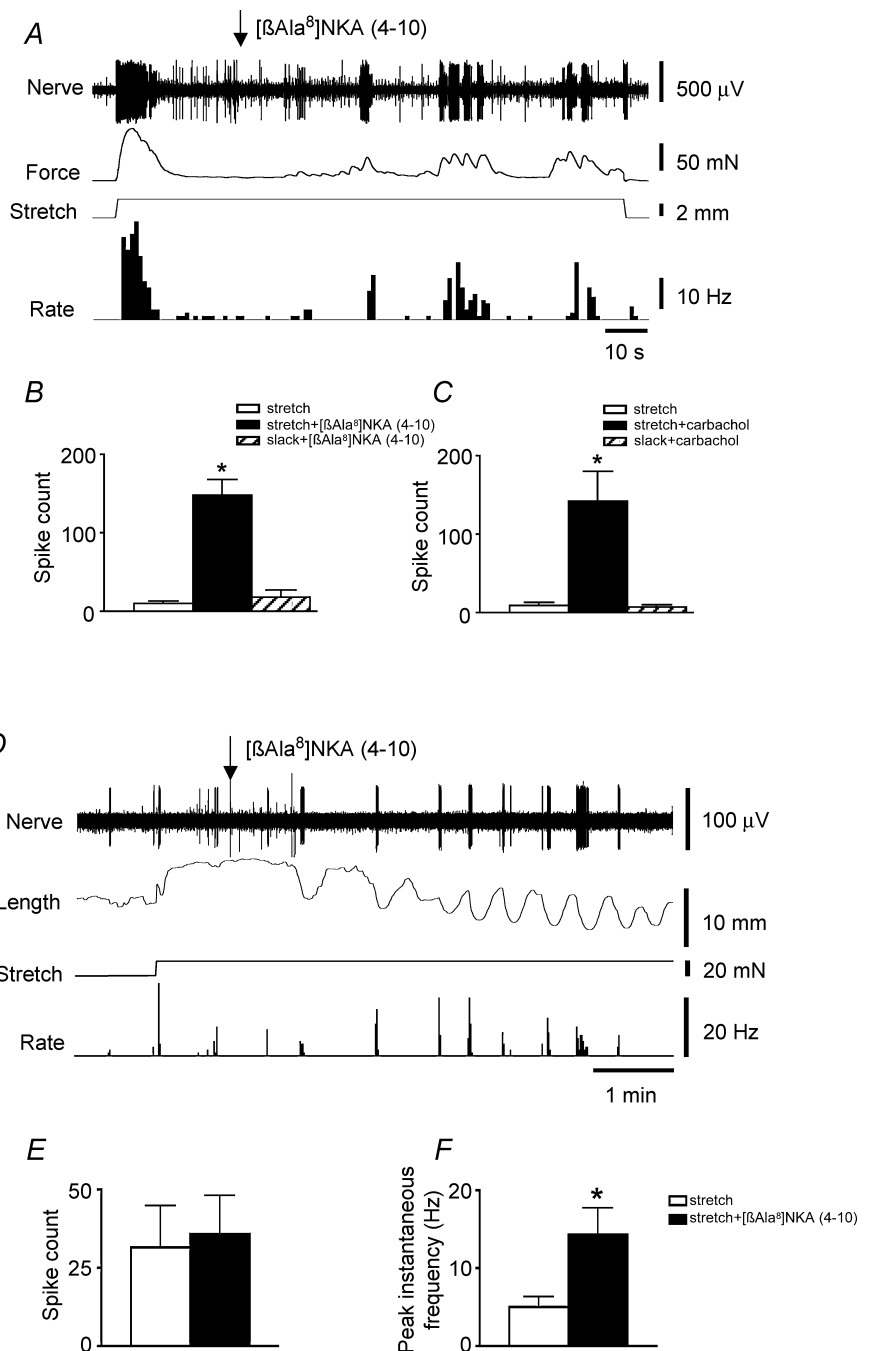 A
[ßAla8]NKA (4-10)
Nerve
500 µV
Force
50 mN
Stretch
2 mm
Rate
10 Hz
10 s
B
stretch
stretch+[ßAla8]NKA (4-10)
slack+[ßAla8]NKA (4-10)
200
*
Spike count
100
0
C
stretch
stretch+carbachol
slack+carbachol
200
*
Spike count
100
0
[ßAla8]NKA (4-10)
Nerve
100 µV
Length
10 mm
Stretch
20 mN
Rate
20 Hz
1 min
E
50
Spike count
25
0
F
Peak instantaneous
frequency (Hz)
20
*
10
0
stretch
stretch+[ßAla8]NKA (4-10)